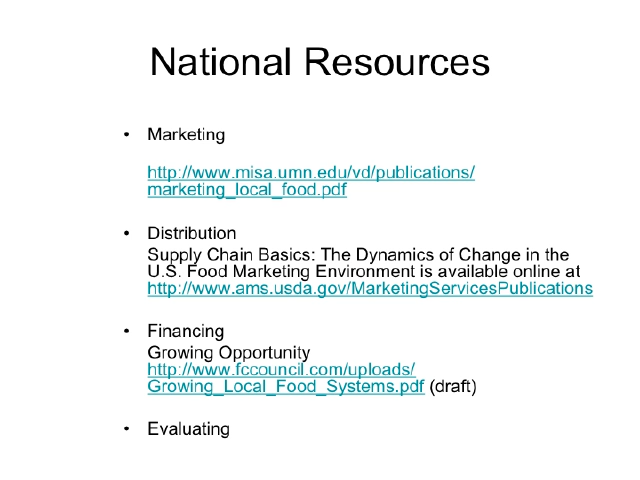 National Resources
• Marketing
http://www.misa.umn.edu/vd/publications/
marketing_local_food.pdf
• Distribution
Supply Chain Basics: The Dynamics of Change in the
U.S. Food Marketing Environment is available online at
http://www.ams.usda.gov/MarketingServicesPublications
• Financing
Growing Opportunity
http://www.fccouncil.com/uploads/
Growing_Local_Food_Systems.pdf (draft)
• Evaluating